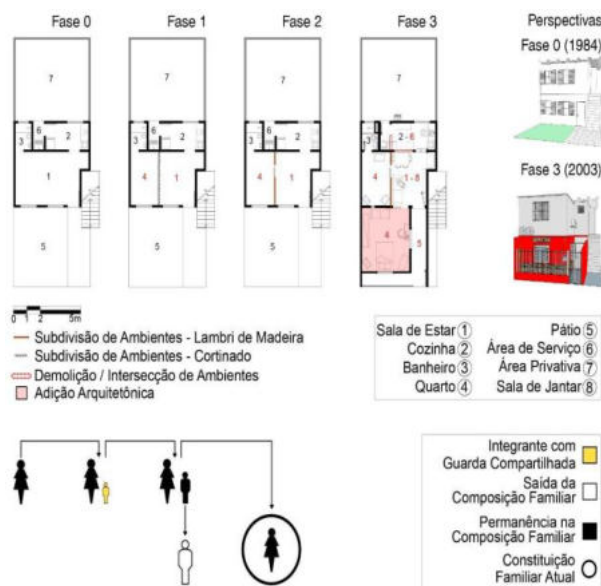 Fase 0
Fase 1
Fase 2
Fase 3
Perspectivas
Fase 0 (1984)
7
7
7
7
3
6
2
3
6
2
3
6
2
3
2 - 6
1
4
1
4
1
4
1 - 8
Fase 3 (2003)
5
5
5
4
5
0 1 2 5m
Subdivisão de Ambientes - Lambri de Madeira
Subdivisão de Ambientes - Cortinado
Demolição / Intersecção de Ambientes
Adição Arquitetônica
Sala de Estar 1
Pátio 5
Cozinha 2
Área de Serviço 6
Banheiro 3
Área Privativa 7
Quarto 4
Sala de Jantar 8
Integrante com
Guarda Compartilhada
Saída da
Composição Familiar
Permanência na
Composição Familiar
Constituição
Familiar Atual